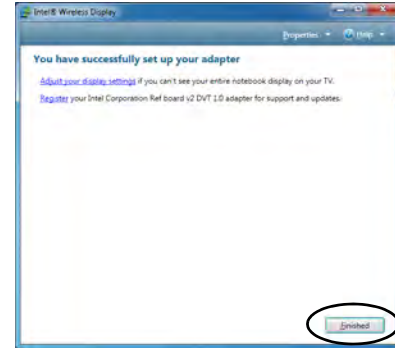 Intel® Wireless Display
Properties Help
You have successfully set up your adapter
Adjust your display settings if you can't see your entire notebook display on your TV.
Register your Intel Corporation Ref board v2 DVT 1.0 adapter for support and updates.
Finished